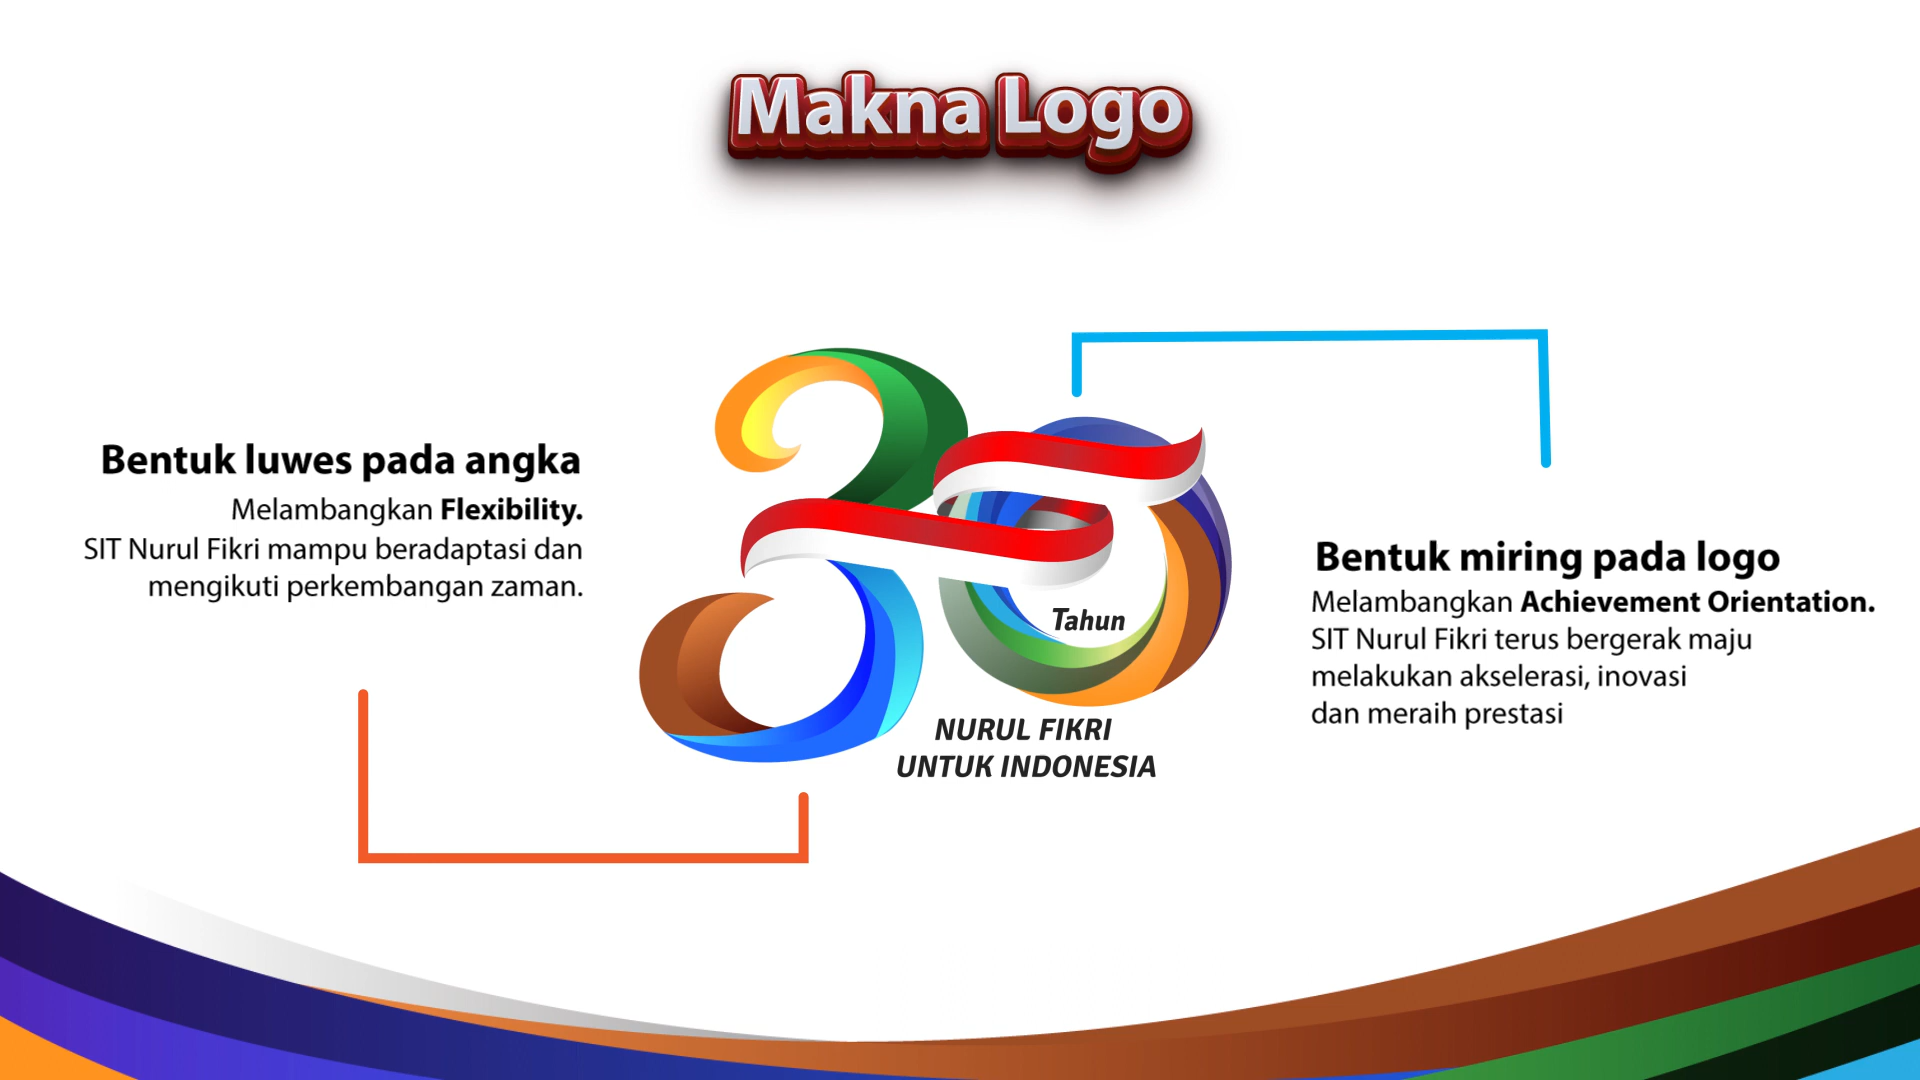 Makna Logo
Bentuk luwes pada angka
Melambangkan Flexibility.
SIT Nurul Fikri mampu beradaptasi dan
mengikuti perkembangan zaman.
30
Tahun
NURUL FIKRI
UNTUK INDONESIA
Bentuk miring pada logo
Melambangkan Achievement Orientation.
SIT Nurul Fikri terus bergerak maju
melakukan akselerasi, inovasi
dan meraih prestasi